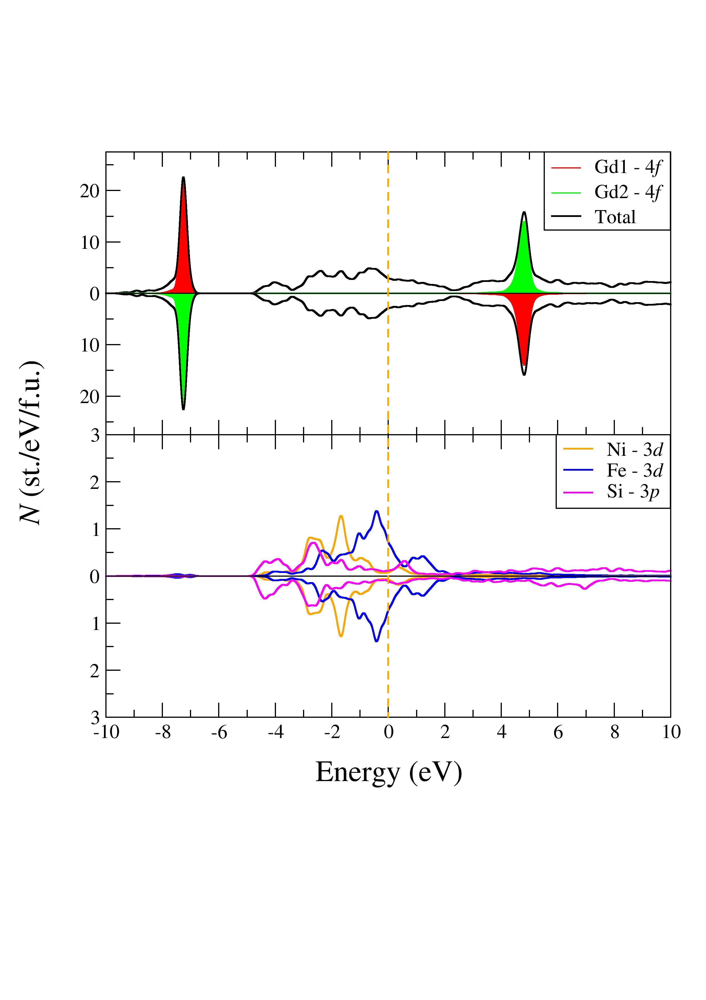 Gd1 - 4f
Gd2 - 4f
Total
20
10
0
10
20
N (st./eV/f.u.)
3
Ni - 3d
Fe - 3d
Si - 3p
2
1
0
1
2
3
-10 -8 -6 -4 -2 0 2 4 6 8 10
Energy (eV)